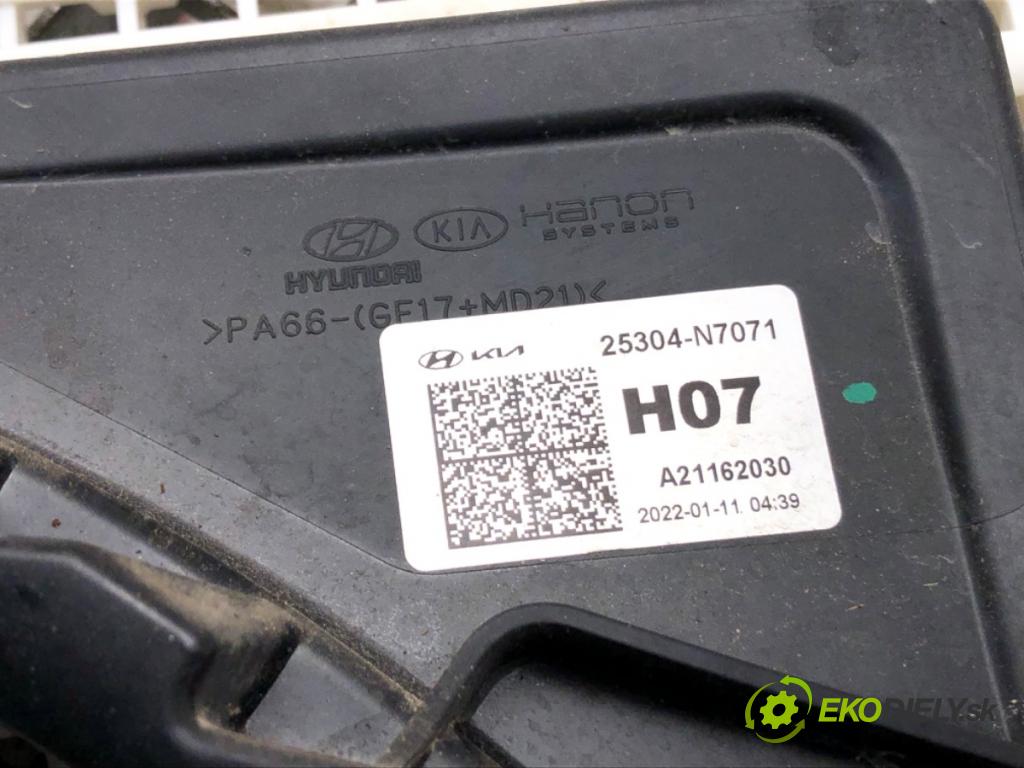 HYUNDAI
KIA
Hanon
SYSTEMS
>PA66-(GF17+MD21)<
KIA 25304-N7071
H07
A21162030
2022-01-11 04:39
EKODIELY.sk